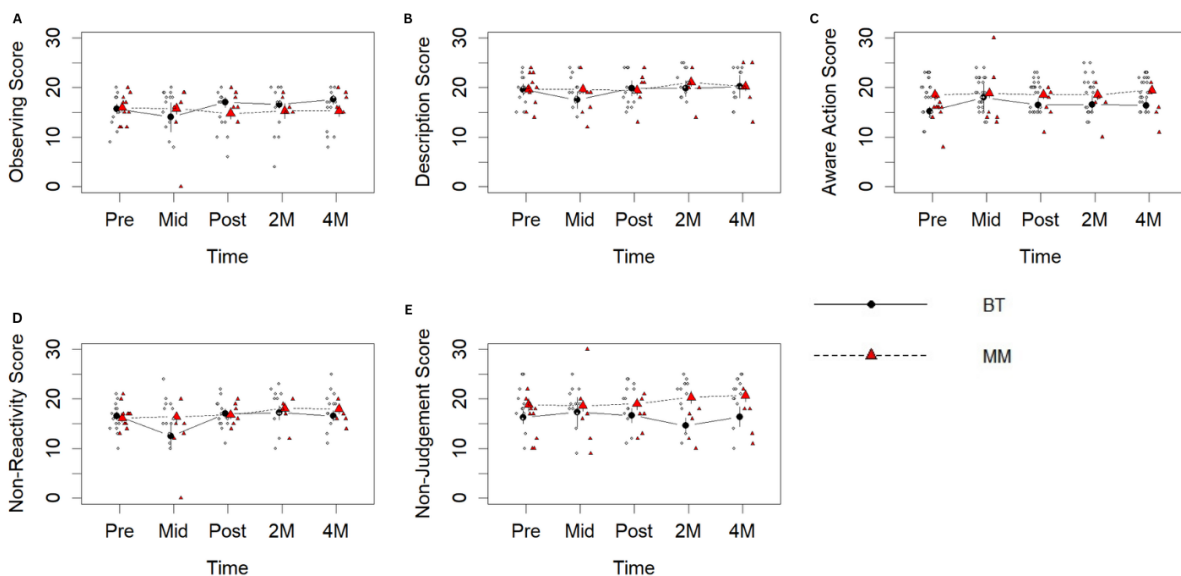 A
Observing Score
30
20
10
0
Pre Mid Post 2M 4M
Time
B
Description Score
30
20
10
0
Pre Mid Post 2M 4M
Time
C
Aware Action Score
30
20
10
0
Pre Mid Post 2M 4M
Time
D
Non-Reactivity Score
30
20
10
0
Pre Mid Post 2M 4M
Time
E
Non-Judgement Score
30
20
10
0
Pre Mid Post 2M 4M
Time
BT
MM